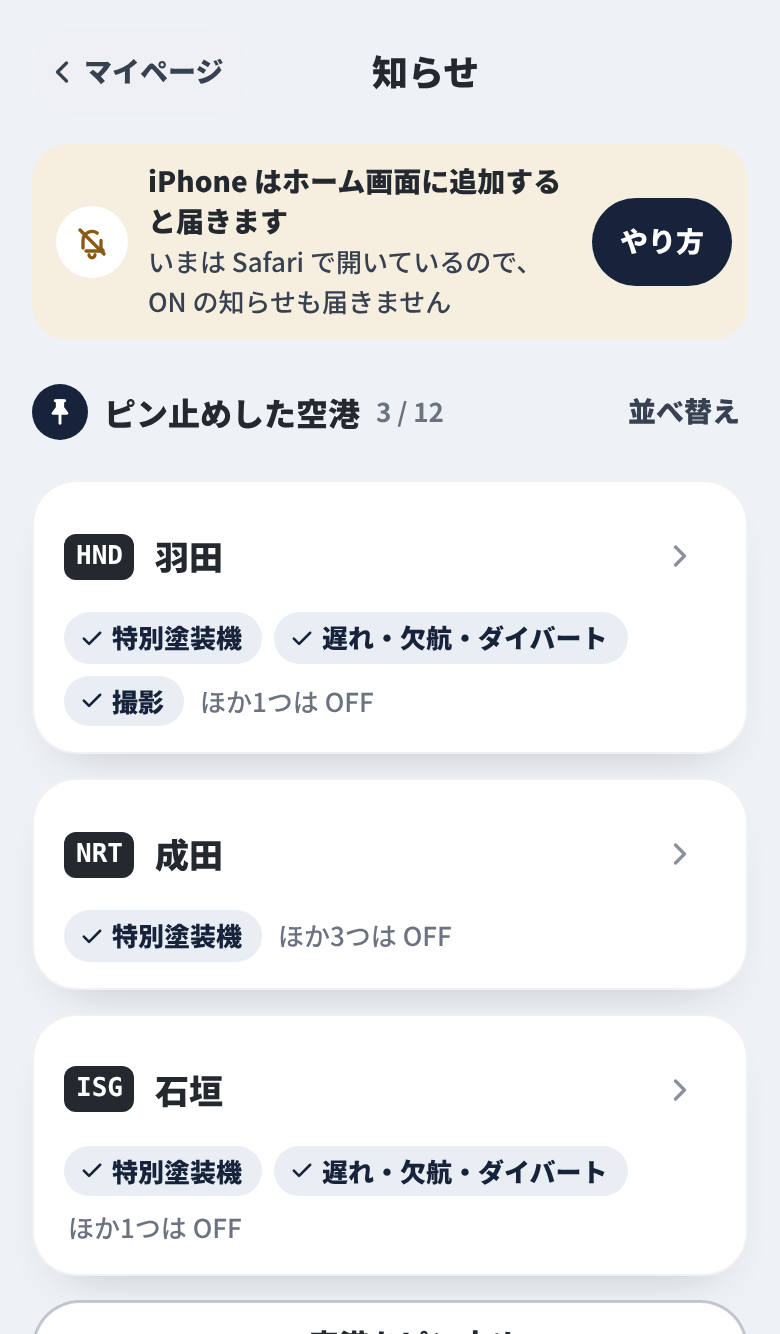 マイページ
知らせ
iPhone はホーム画面に追加する
と届きます
いまは Safari で開いているので、
ON の知らせも届きません
やり方
ピン止めした空港 3 / 12
並べ替え
HND 羽田
特別塗装機 遅れ・欠航・ダイバート
撮影 ほか1つは OFF
NRT 成田
特別塗装機 ほか3つは OFF
ISG 石垣
特別塗装機 遅れ・欠航・ダイバート
ほか1つは OFF